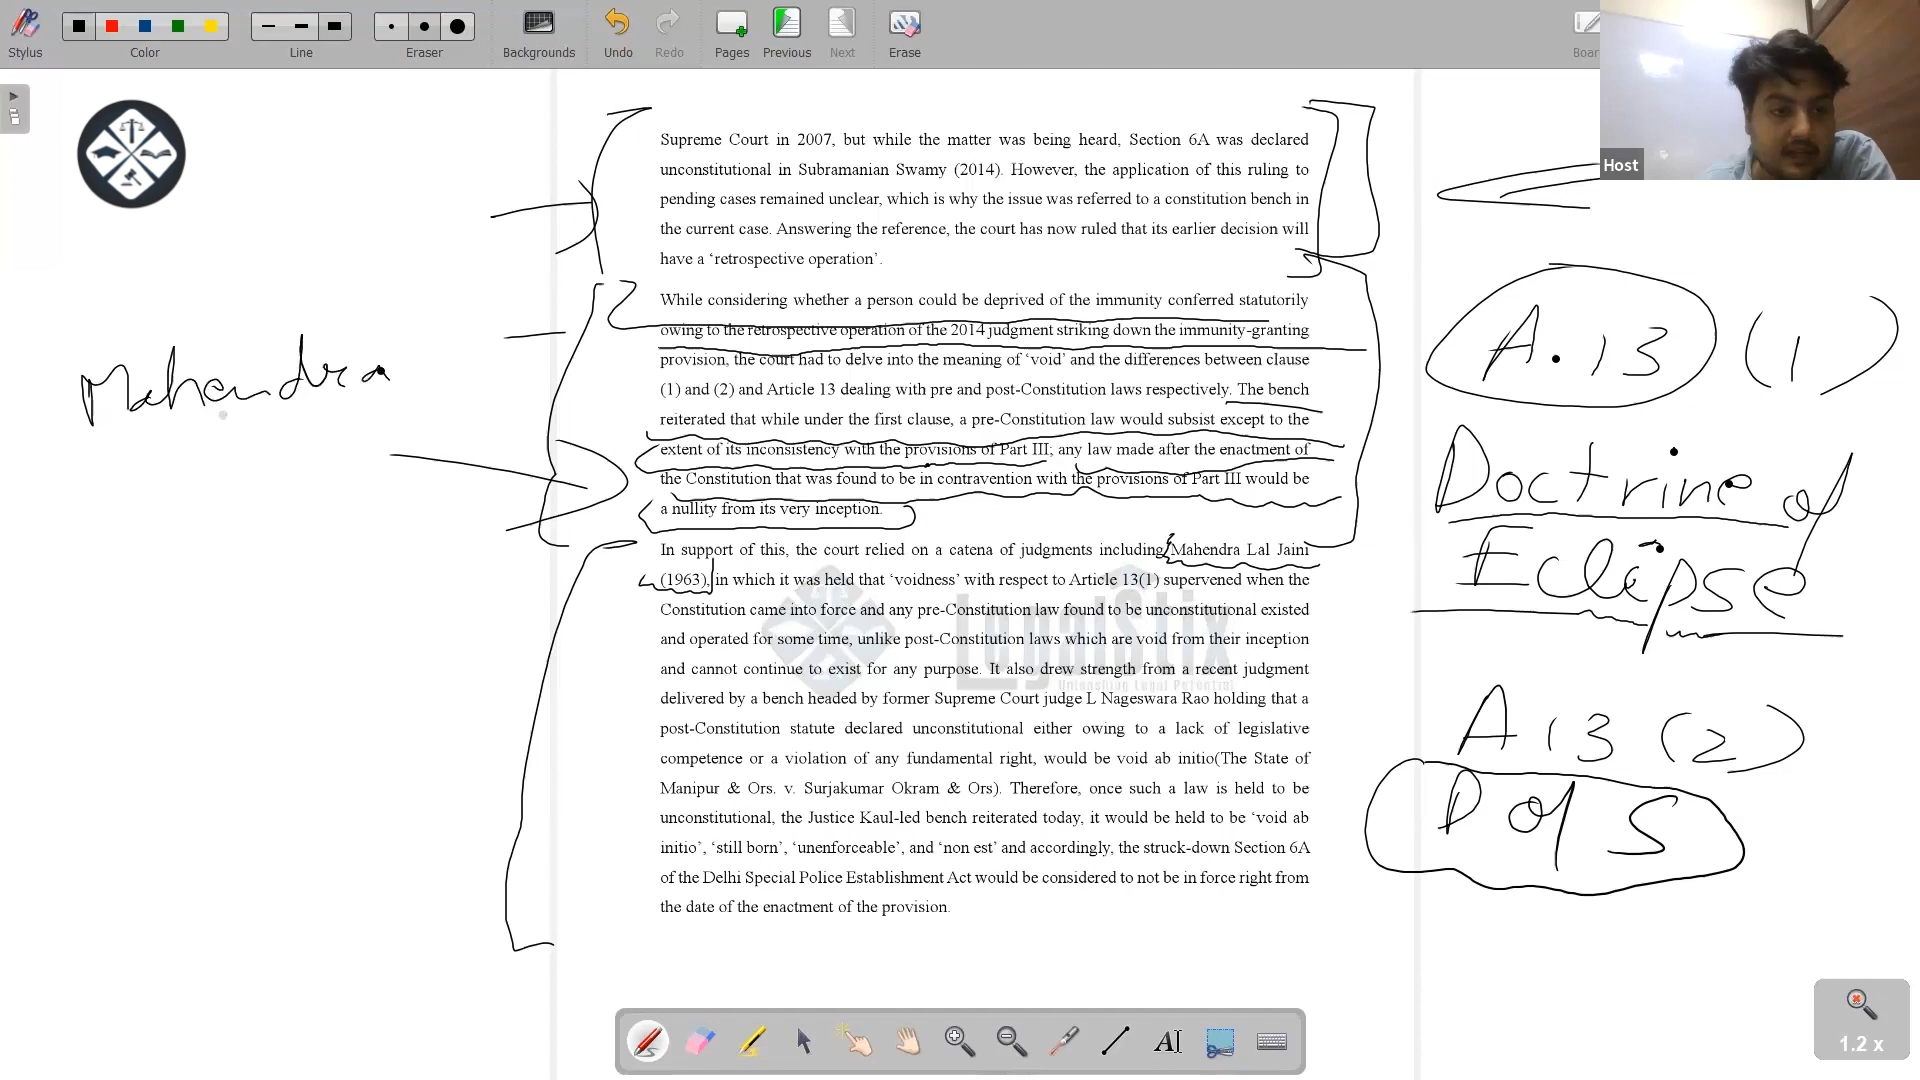 Stylus
Color
Line
Eraser
Backgrounds
Undo
Redo
Pages
Previous
Next
Erase
Boar
Host
Supreme Court in 2007, but while the matter was being heard, Section 6A was declared
unconstitutional in Subramanian Swamy (2014). However, the application of this ruling to
pending cases remained unclear, which is why the issue was referred to a constitution bench in
the current case. Answering the reference, the court has now ruled that its earlier decision will
have a ‘retrospective operation’.
While considering whether a person could be deprived of the immunity conferred statutorily
owing to the retrospective operation of the 2014 judgment striking down the immunity-granting
provision, the court had to delve into the meaning of ‘void’ and the differences between clause
(1) and (2) and Article 13 dealing with pre and post-Constitution laws respectively. The bench
reiterated that while under the first clause, a pre-Constitution law would subsist except to the
extent of its inconsistency with the provisions of Part III; any law made after the enactment of
the Constitution that was found to be in contravention with the provisions of Part III would be
a nullity from its very inception.
In support of this, the court relied on a catena of judgments including Mahendra Lal Jaini
(1963), in which it was held that ‘voidness’ with respect to Article 13(1) supervened when the
Constitution came into force and any pre-Constitution law found to be unconstitutional existed
and operated for some time, unlike post-Constitution laws which are void from their inception
and cannot continue to exist for any purpose. It also drew strength from a recent judgment
delivered by a bench headed by former Supreme Court judge L Nageswara Rao holding that a
post-Constitution statute declared unconstitutional either owing to a lack of legislative
competence or a violation of any fundamental right, would be void ab initio(The State of
Manipur & Ors. v. Surjakumar Okram & Ors). Therefore, once such a law is held to be
unconstitutional, the Justice Kaul-led bench reiterated today, it would be held to be ‘void ab
initio’, ‘still born’, ‘unenforceable’, and ‘non est’ and accordingly, the struck-down Section 6A
of the Delhi Special Police Establishment Act would be considered to not be in force right from
the date of the enactment of the provision.
LegalStix
Unleashing Legal Potential
Mahendra
A.13 (1)
Doctrine of
Eclipse
A 13 (2)
D of S
1.2 x